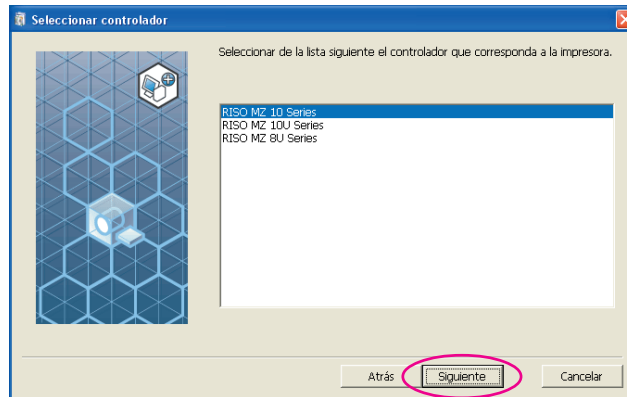 Seleccionar controlador
Seleccionar de la lista siguiente el controlador que corresponda a la impresora.
RISO MZ 10 Series
RISO MZ 10U Series
RISO MZ 8U Series
Atrás
Siguiente
Cancelar